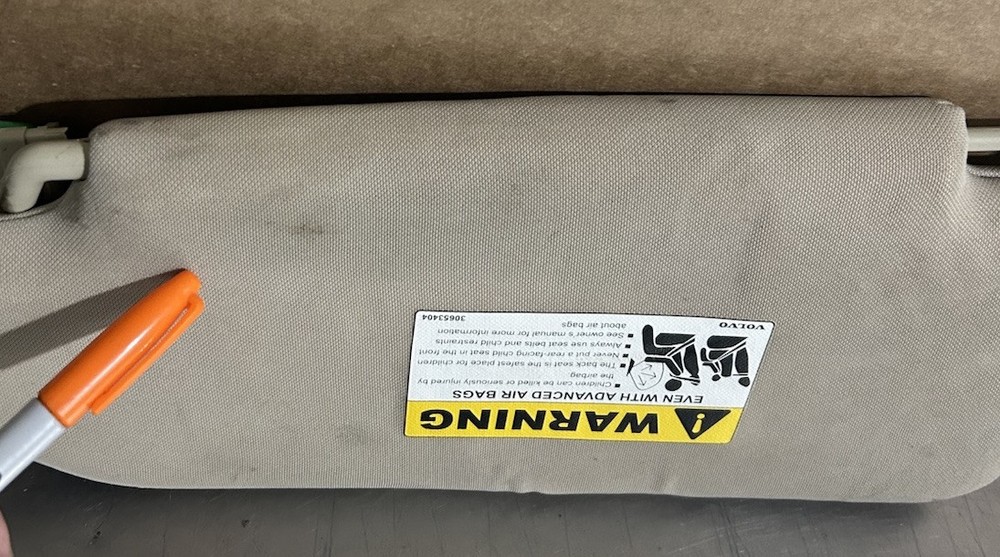 WARNING
EVEN WITH ADVANCED AIR BAGS
▪ Children can be killed or seriously injured by
the airbag
▪ The back seat is the safest place for children
▪ Never put a rear-facing child seat in the front
▪ Always use seat belts and child restraints
▪ See owner's manual for more information
about air bags
VOLVO
30653404